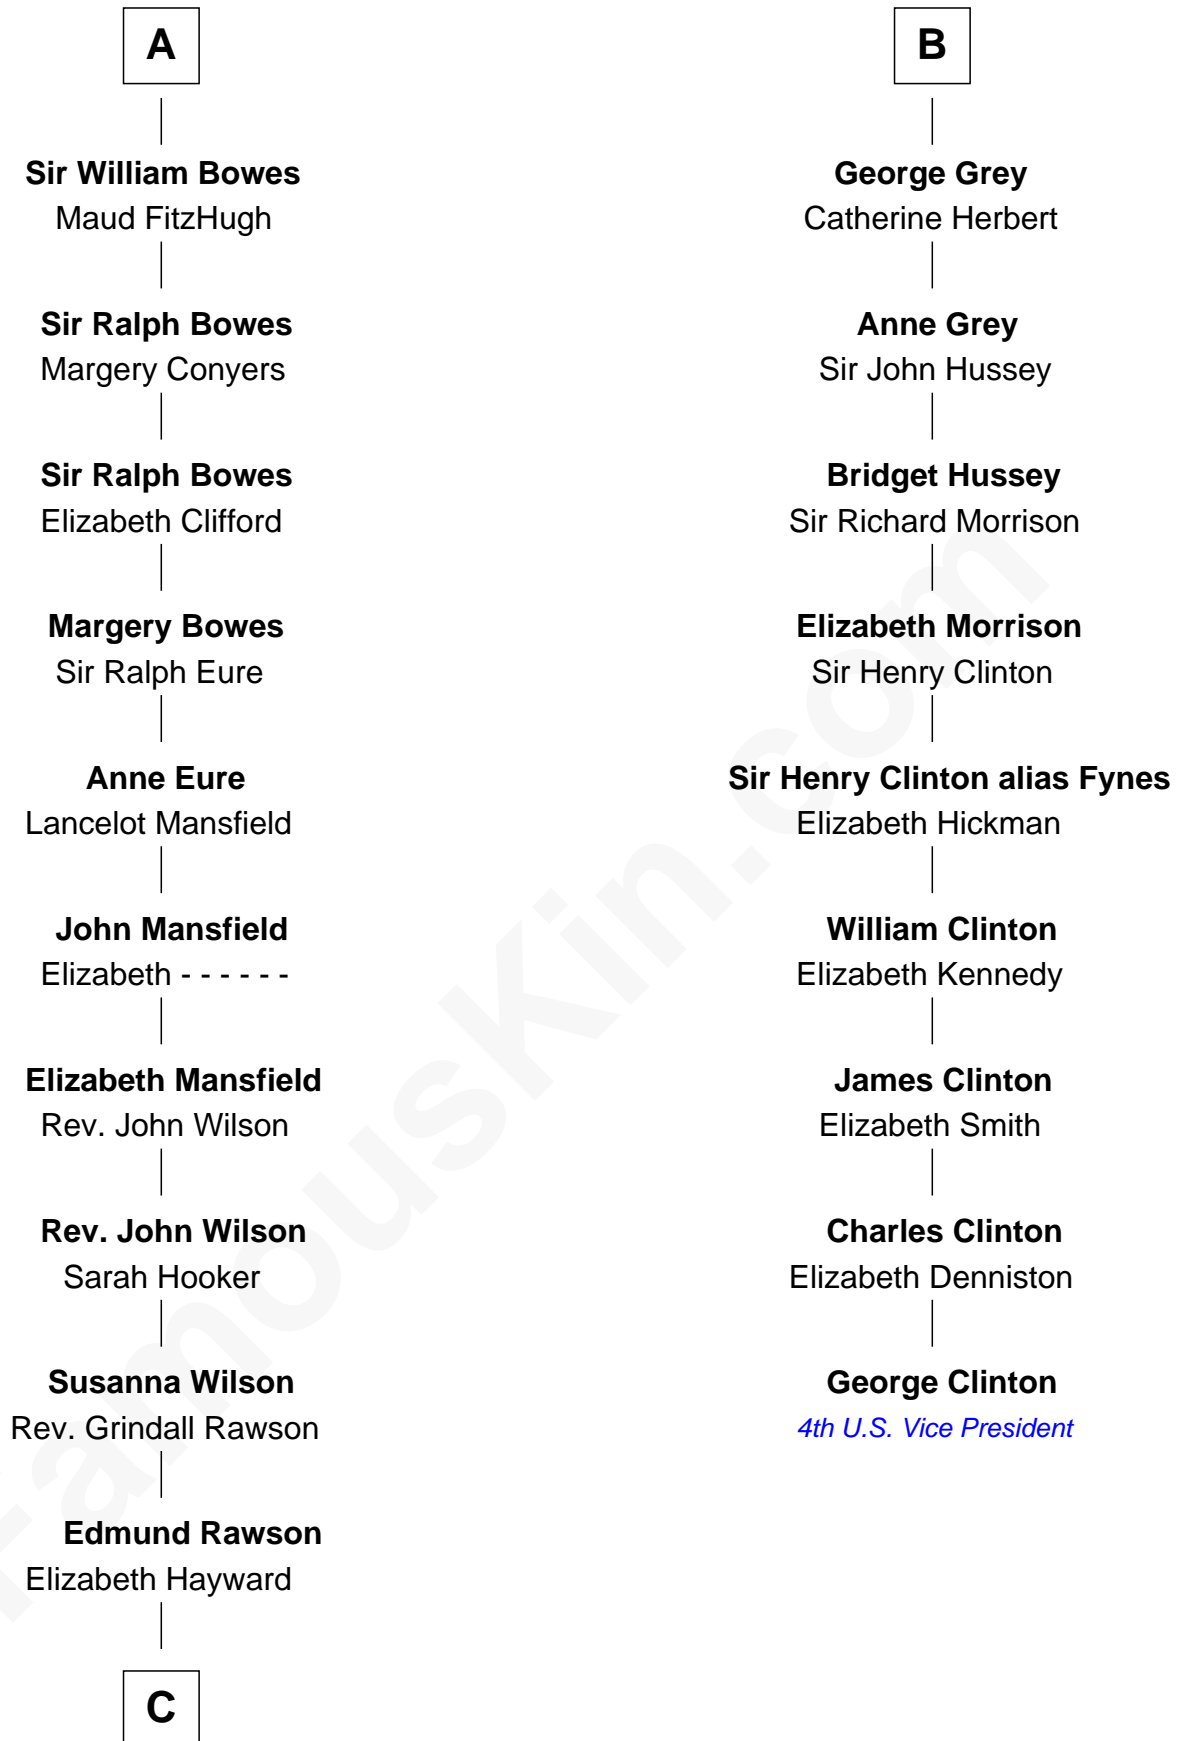 A
Sir William Bowes
Maud FitzHugh
Sir Ralph Bowes
Margery Conyers
Sir Ralph Bowes
Elizabeth Clifford
Margery Bowes
Sir Ralph Eure
Anne Eure
Lancelot Mansfield
John Mansfield
Elizabeth - - - - - -
Elizabeth Mansfield
Rev. John Wilson
Rev. John Wilson
Sarah Hooker
Susanna Wilson
Rev. Grindall Rawson
Edmund Rawson
Elizabeth Hayward
C
B
George Grey
Catherine Herbert
Anne Grey
Sir John Hussey
Bridget Hussey
Sir Richard Morrison
Elizabeth Morrison
Sir Henry Clinton
Sir Henry Clinton alias Fynes
Elizabeth Hickman
William Clinton
Elizabeth Kennedy
James Clinton
Elizabeth Smith
Charles Clinton
Elizabeth Denniston
George Clinton
4th U.S. Vice President
FamousKin.com